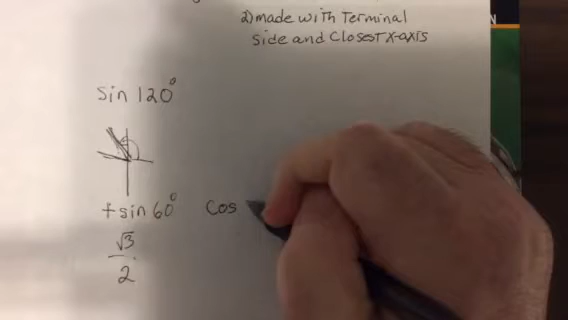 2) made with Terminal
Side and Closest x-axis
sin 120°
+ sin 60°
cos
√3
2
N